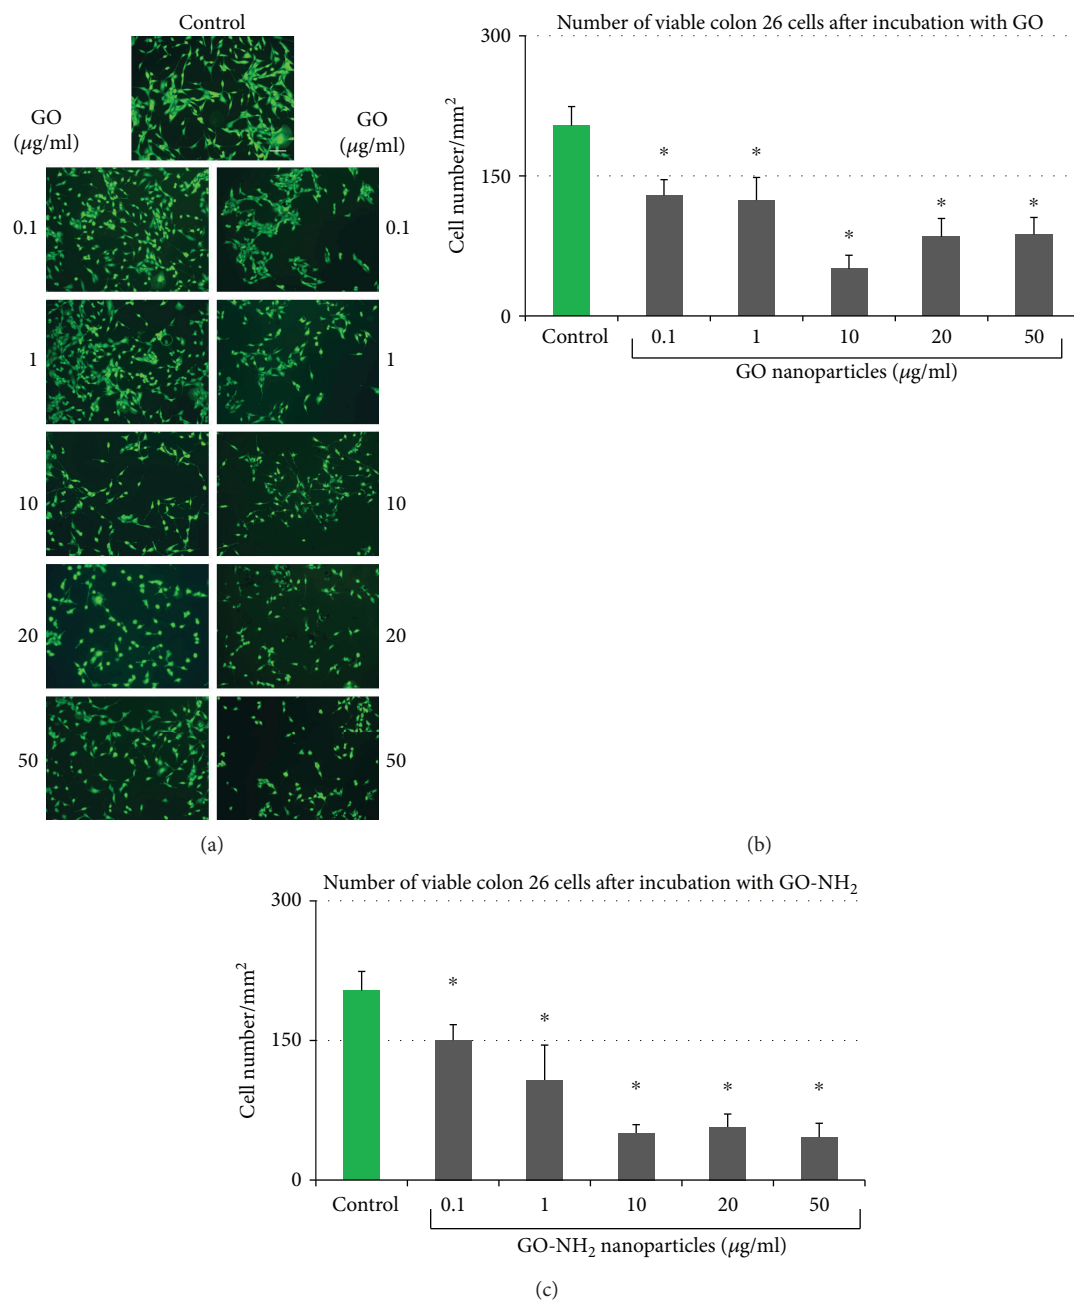 Control
GO
(μg/ml)
GO
(μg/ml)
0.1
0.1
1
1
10
10
20
20
50
50
(a)
Number of viable colon 26 cells after incubation with GO
300
150
0
Cell number/mm²
* * * * *
Control 0.1 1 10 20 50
GO nanoparticles (μg/ml)
(b)
Number of viable colon 26 cells after incubation with GO-NH₂
300
150
0
Cell number/mm²
* * * * *
Control 0.1 1 10 20 50
GO-NH₂ nanoparticles (μg/ml)
(c)